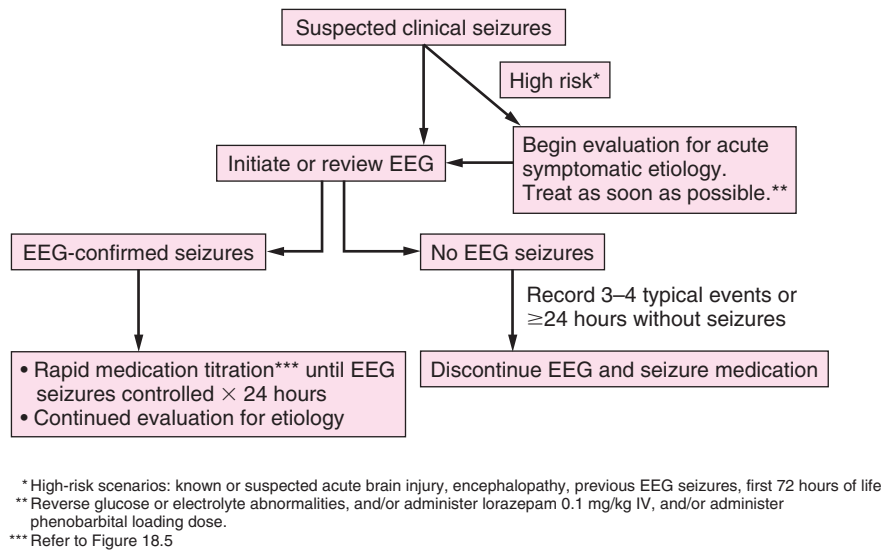 Suspected clinical seizures
High risk*
Begin evaluation for acute
symptomatic etiology.
Treat as soon as possible.**
Initiate or review EEG
EEG-confirmed seizures
No EEG seizures
Record 3–4 typical events or
≥24 hours without seizures
• Rapid medication titration*** until EEG
seizures controlled × 24 hours
• Continued evaluation for etiology
Discontinue EEG and seizure medication
* High-risk scenarios: known or suspected acute brain injury, encephalopathy, previous EEG seizures, first 72 hours of life
** Reverse glucose or electrolyte abnormalities, and/or administer lorazepam 0.1 mg/kg IV, and/or administer
phenobarbital loading dose.
*** Refer to Figure 18.5